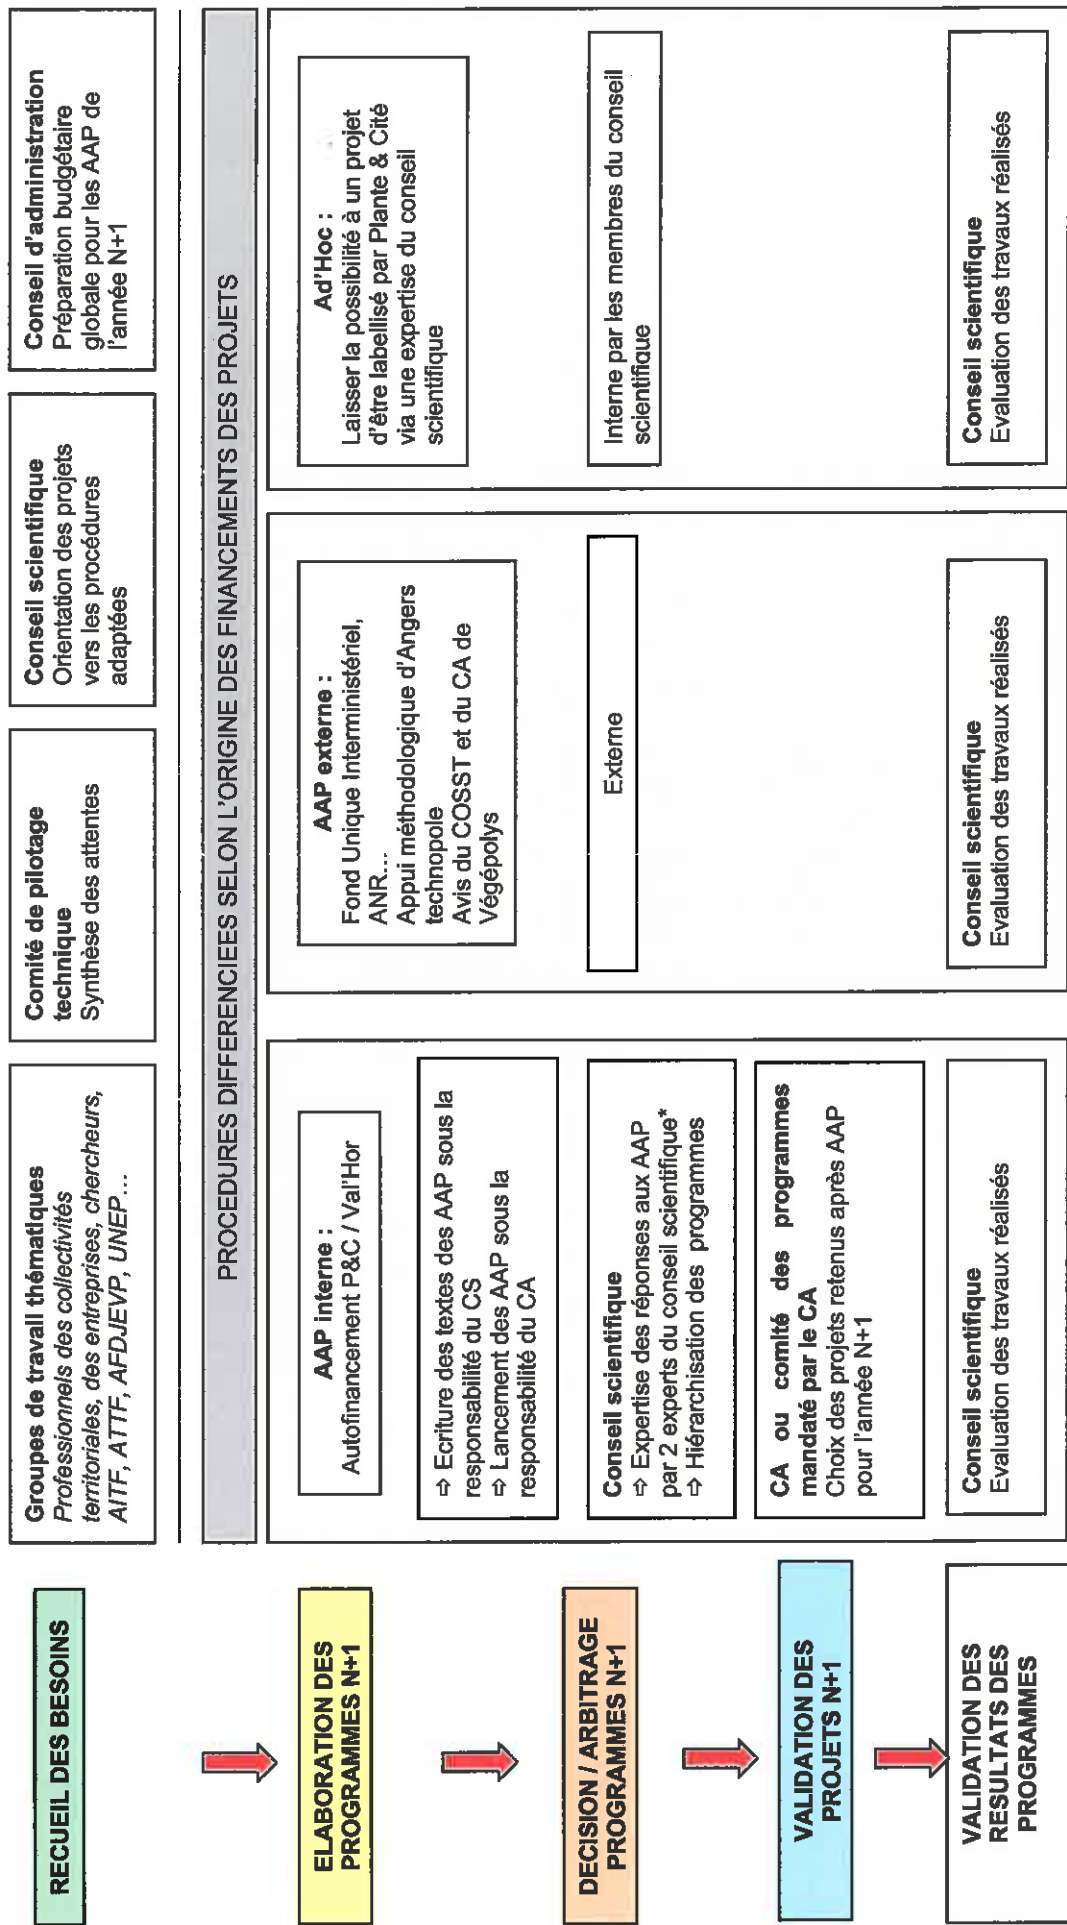 RECUEIL DES BESOINS
Groupes de travail thématiques
Professionnels des collectivités
territoriales, des entreprises, chercheurs,
AITF, ATTF, AFDJEVP, UNEP…
Comité de pilotage
technique
Synthèse des attentes
Conseil scientifique
Orientation des projets
vers les procédures
adaptées
Conseil d'administration
Préparation budgétaire
globale pour les AAP de
l'année N+1
PROCEDURES DIFFERENCIEES SELON L'ORIGINE DES FINANCEMENTS DES PROJETS
ELABORATION DES
PROGRAMMES N+1
AAP interne :
Autofinancement P&C / Val'Hor
⇨ Ecriture des textes des AAP sous la
responsabilité du CS
⇨ Lancement des AAP sous la
responsabilité du CA
AAP externe :
Fond Unique Interministériel,
ANR…
Appui méthodologique d'Angers
technopole
Avis du COSST et du CA de
Végépolys
Ad'Hoc :
Laisser la possibilité à un projet
d'être labellisé par Plante & Cité
via une expertise du conseil
scientifique
DECISION / ARBITRAGE
PROGRAMMES N+1
Conseil scientifique
⇨ Expertise des réponses aux AAP
par 2 experts du conseil scientifique*
⇨ Hiérarchisation des programmes
Externe
Interne par les membres du conseil
scientifique
VALIDATION DES
PROJETS N+1
CA ou comité des programmes
mandaté par le CA
Choix des projets retenus après AAP
pour l'année N+1
VALIDATION DES
RESULTATS DES
PROGRAMMES
Conseil scientifique
Evaluation des travaux réalisés
Conseil scientifique
Evaluation des travaux réalisés
Conseil scientifique
Evaluation des travaux réalisés